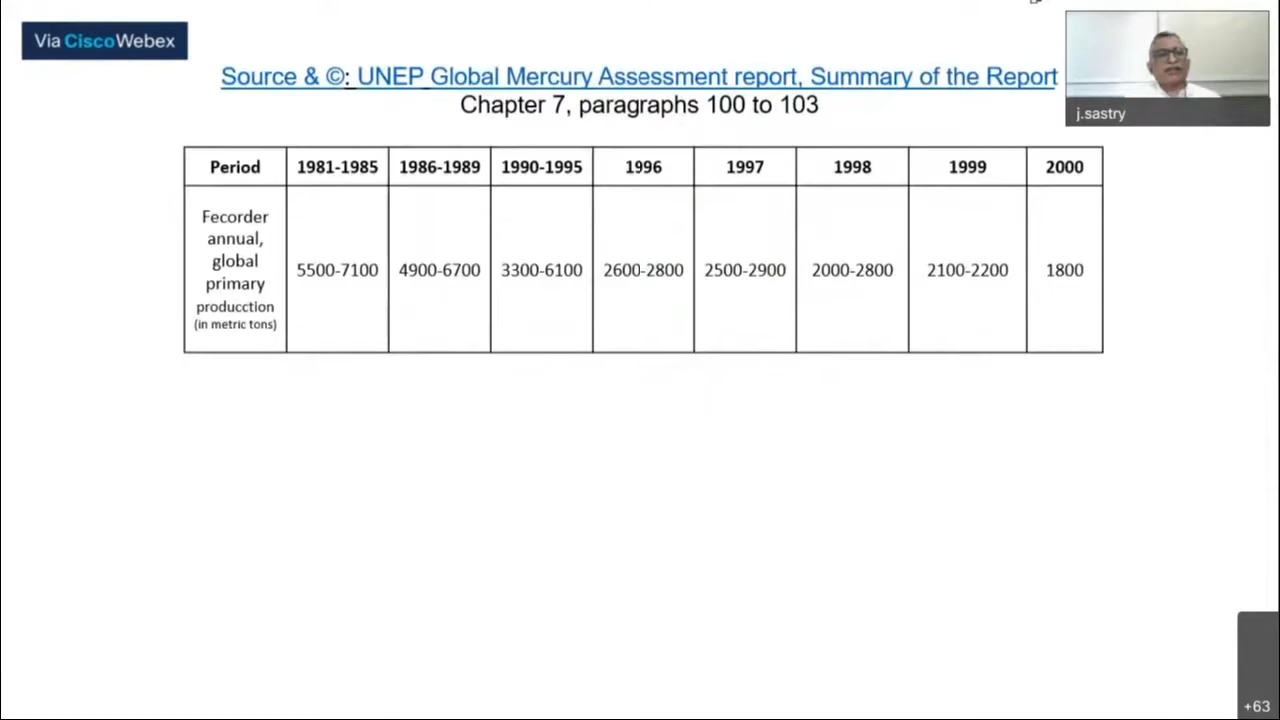 Via Cisco Webex
Source & ©: UNEP Global Mercury Assessment report, Summary of the Report
Chapter 7, paragraphs 100 to 103
j.sastry
Period 1981-1985 1986-1989 1990-1995 1996 1997 1998 1999 2000
Fecorder
annual,
global
primary
producction
(in metric tons)
5500-7100 4900-6700 3300-6100 2600-2800 2500-2900 2000-2800 2100-2200 1800
+63